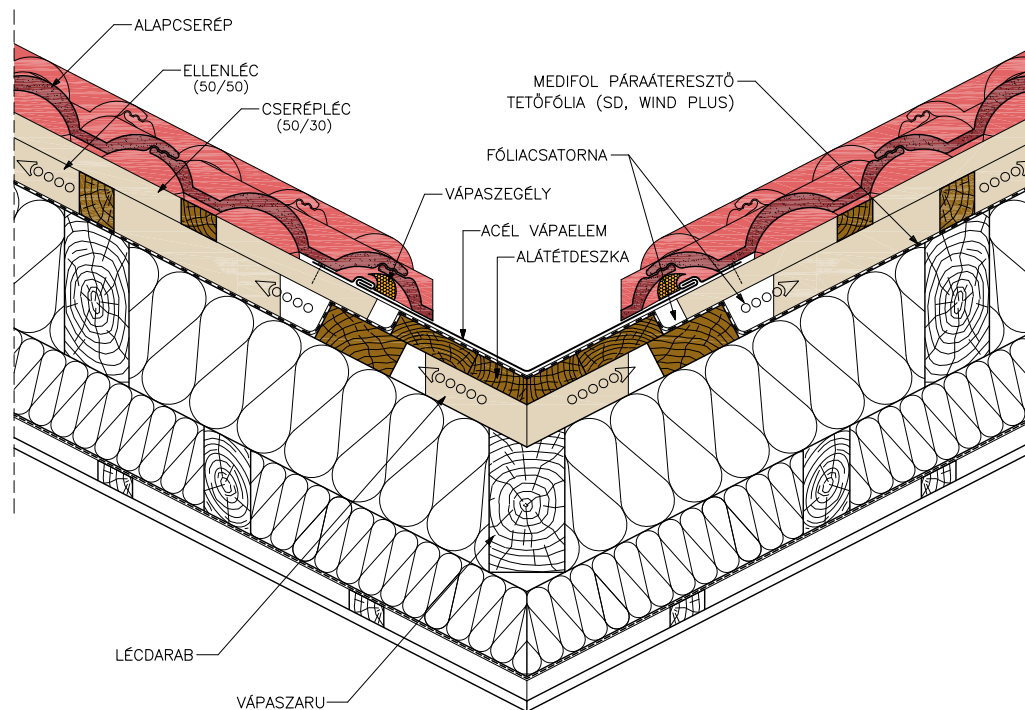 ALAPCSERÉP
ELLENLÉC
(50/50)
CSERÉPLÉC
(50/30)
MEDIFOL PÁRAÁTERESZTŐ
TETŐFÓLIA (SD, WIND PLUS)
FÓLIACSATORNA
VÁPASZEGÉLY
ACÉL VÁPAELEM
ALÁTÉTDESZKA
LÉCDARAB
VÁPASZARU